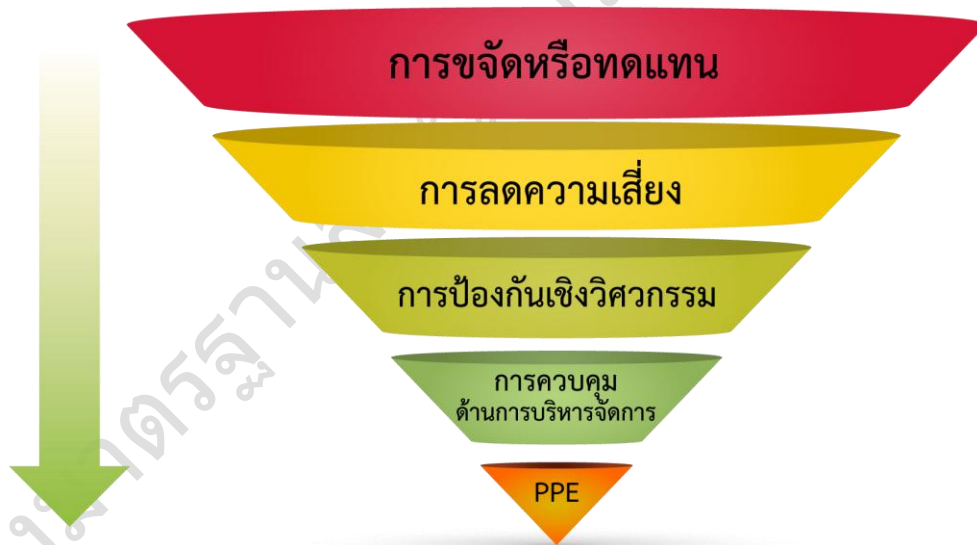 การขจัดหรือทดแทน
การลดความเสี่ยง
การป้องกันเชิงวิศวกรรม
การควบคุม
ด้านการบริหารจัดการ
PPE